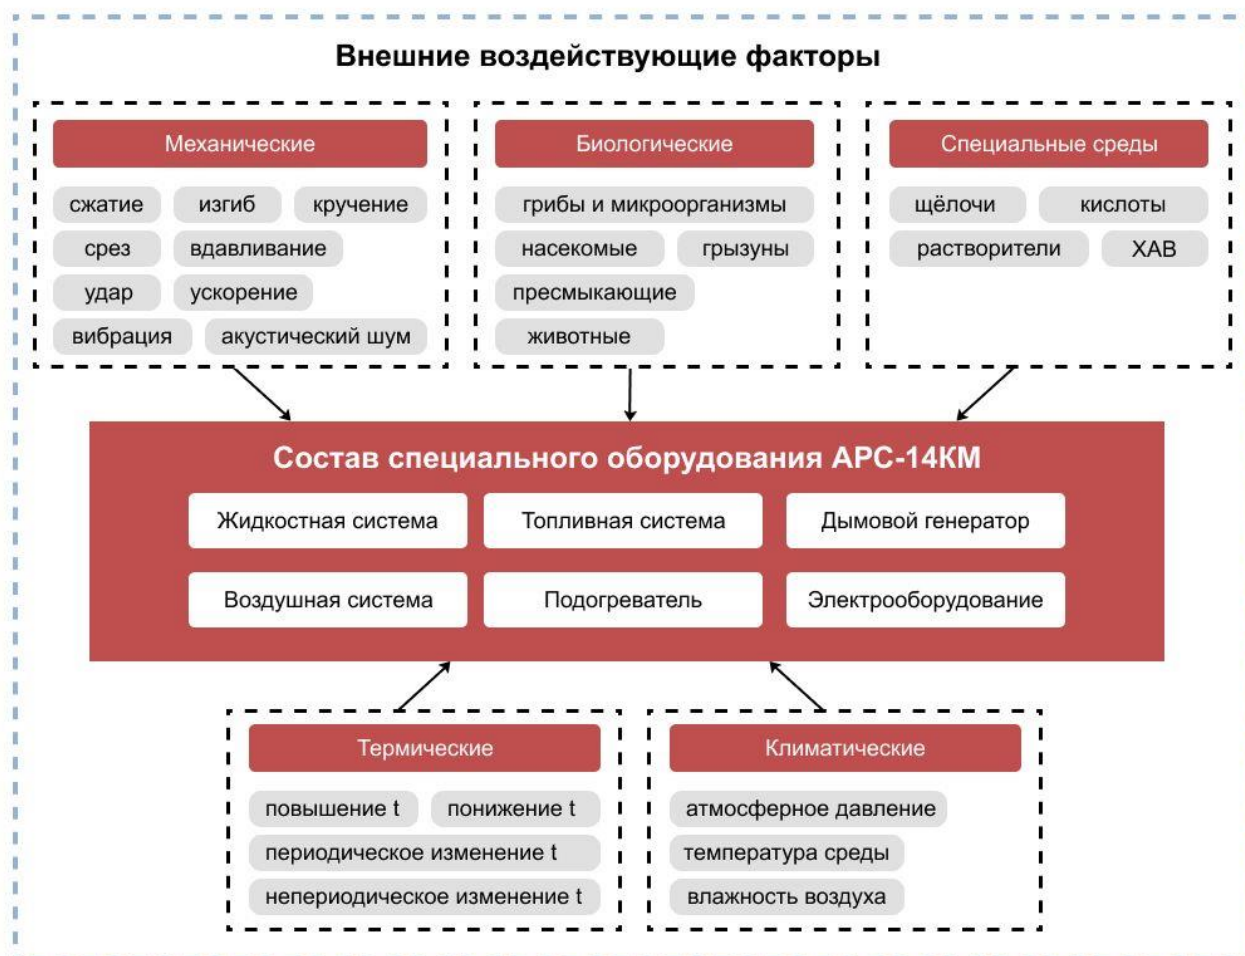 Внешние воздействующие факторы
Механические
сжатие изгиб кручение
срез вдавливание
удар ускорение
вибрация акустический шум
Биологические
грибы и микроорганизмы
насекомые грызуны
пресмыкающие
животные
Специальные среды
щёлочи кислоты
растворители ХАВ
Состав специального оборудования АРС-14КМ
Жидкостная система Топливная система Дымовой генератор
Воздушная система Подогреватель Электрооборудование
Термические
повышение t понижение t
периодическое изменение t
непериодическое изменение t
Климатические
атмосферное давление
температура среды
влажность воздуха